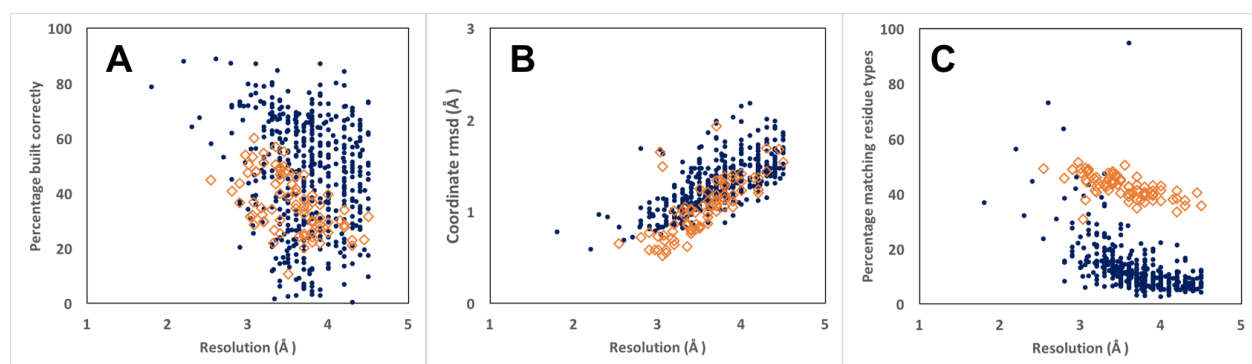 A
Percentage built correctly
100
80
60
40
20
0
1 2 3 4 5
Resolution (Å )
B
Coordinate rmsd (Å )
3
2
1
0
1 2 3 4 5
Resolution (Å )
C
Percentage matching residue types
100
80
60
40
20
0
1 2 3 4 5
Resolution (Å )